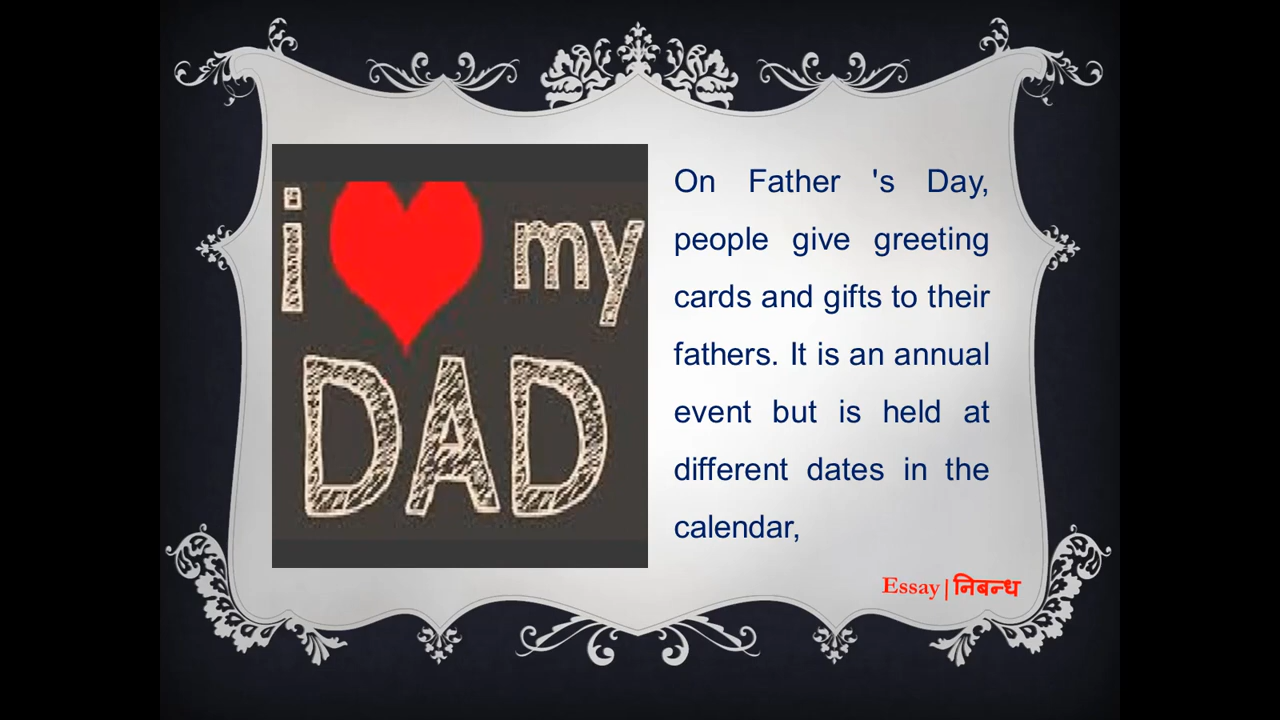 i my
DAD
On Father 's Day,
people give greeting
cards and gifts to their
fathers. It is an annual
event but is held at
different dates in the
calendar,
Essay|निबन्ध